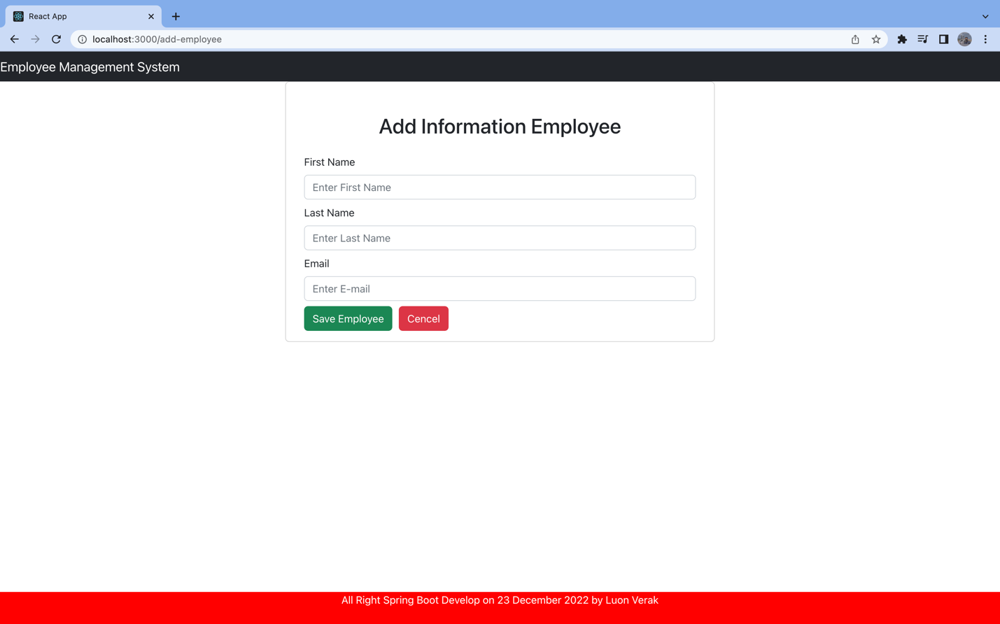 React App
localhost:3000/add-employee
Employee Management System
Add Information Employee
First Name
Enter First Name
Last Name
Enter Last Name
Email
Enter E-mail
Save Employee Cencel
All Right Spring Boot Develop on 23 December 2022 by Luon Verak